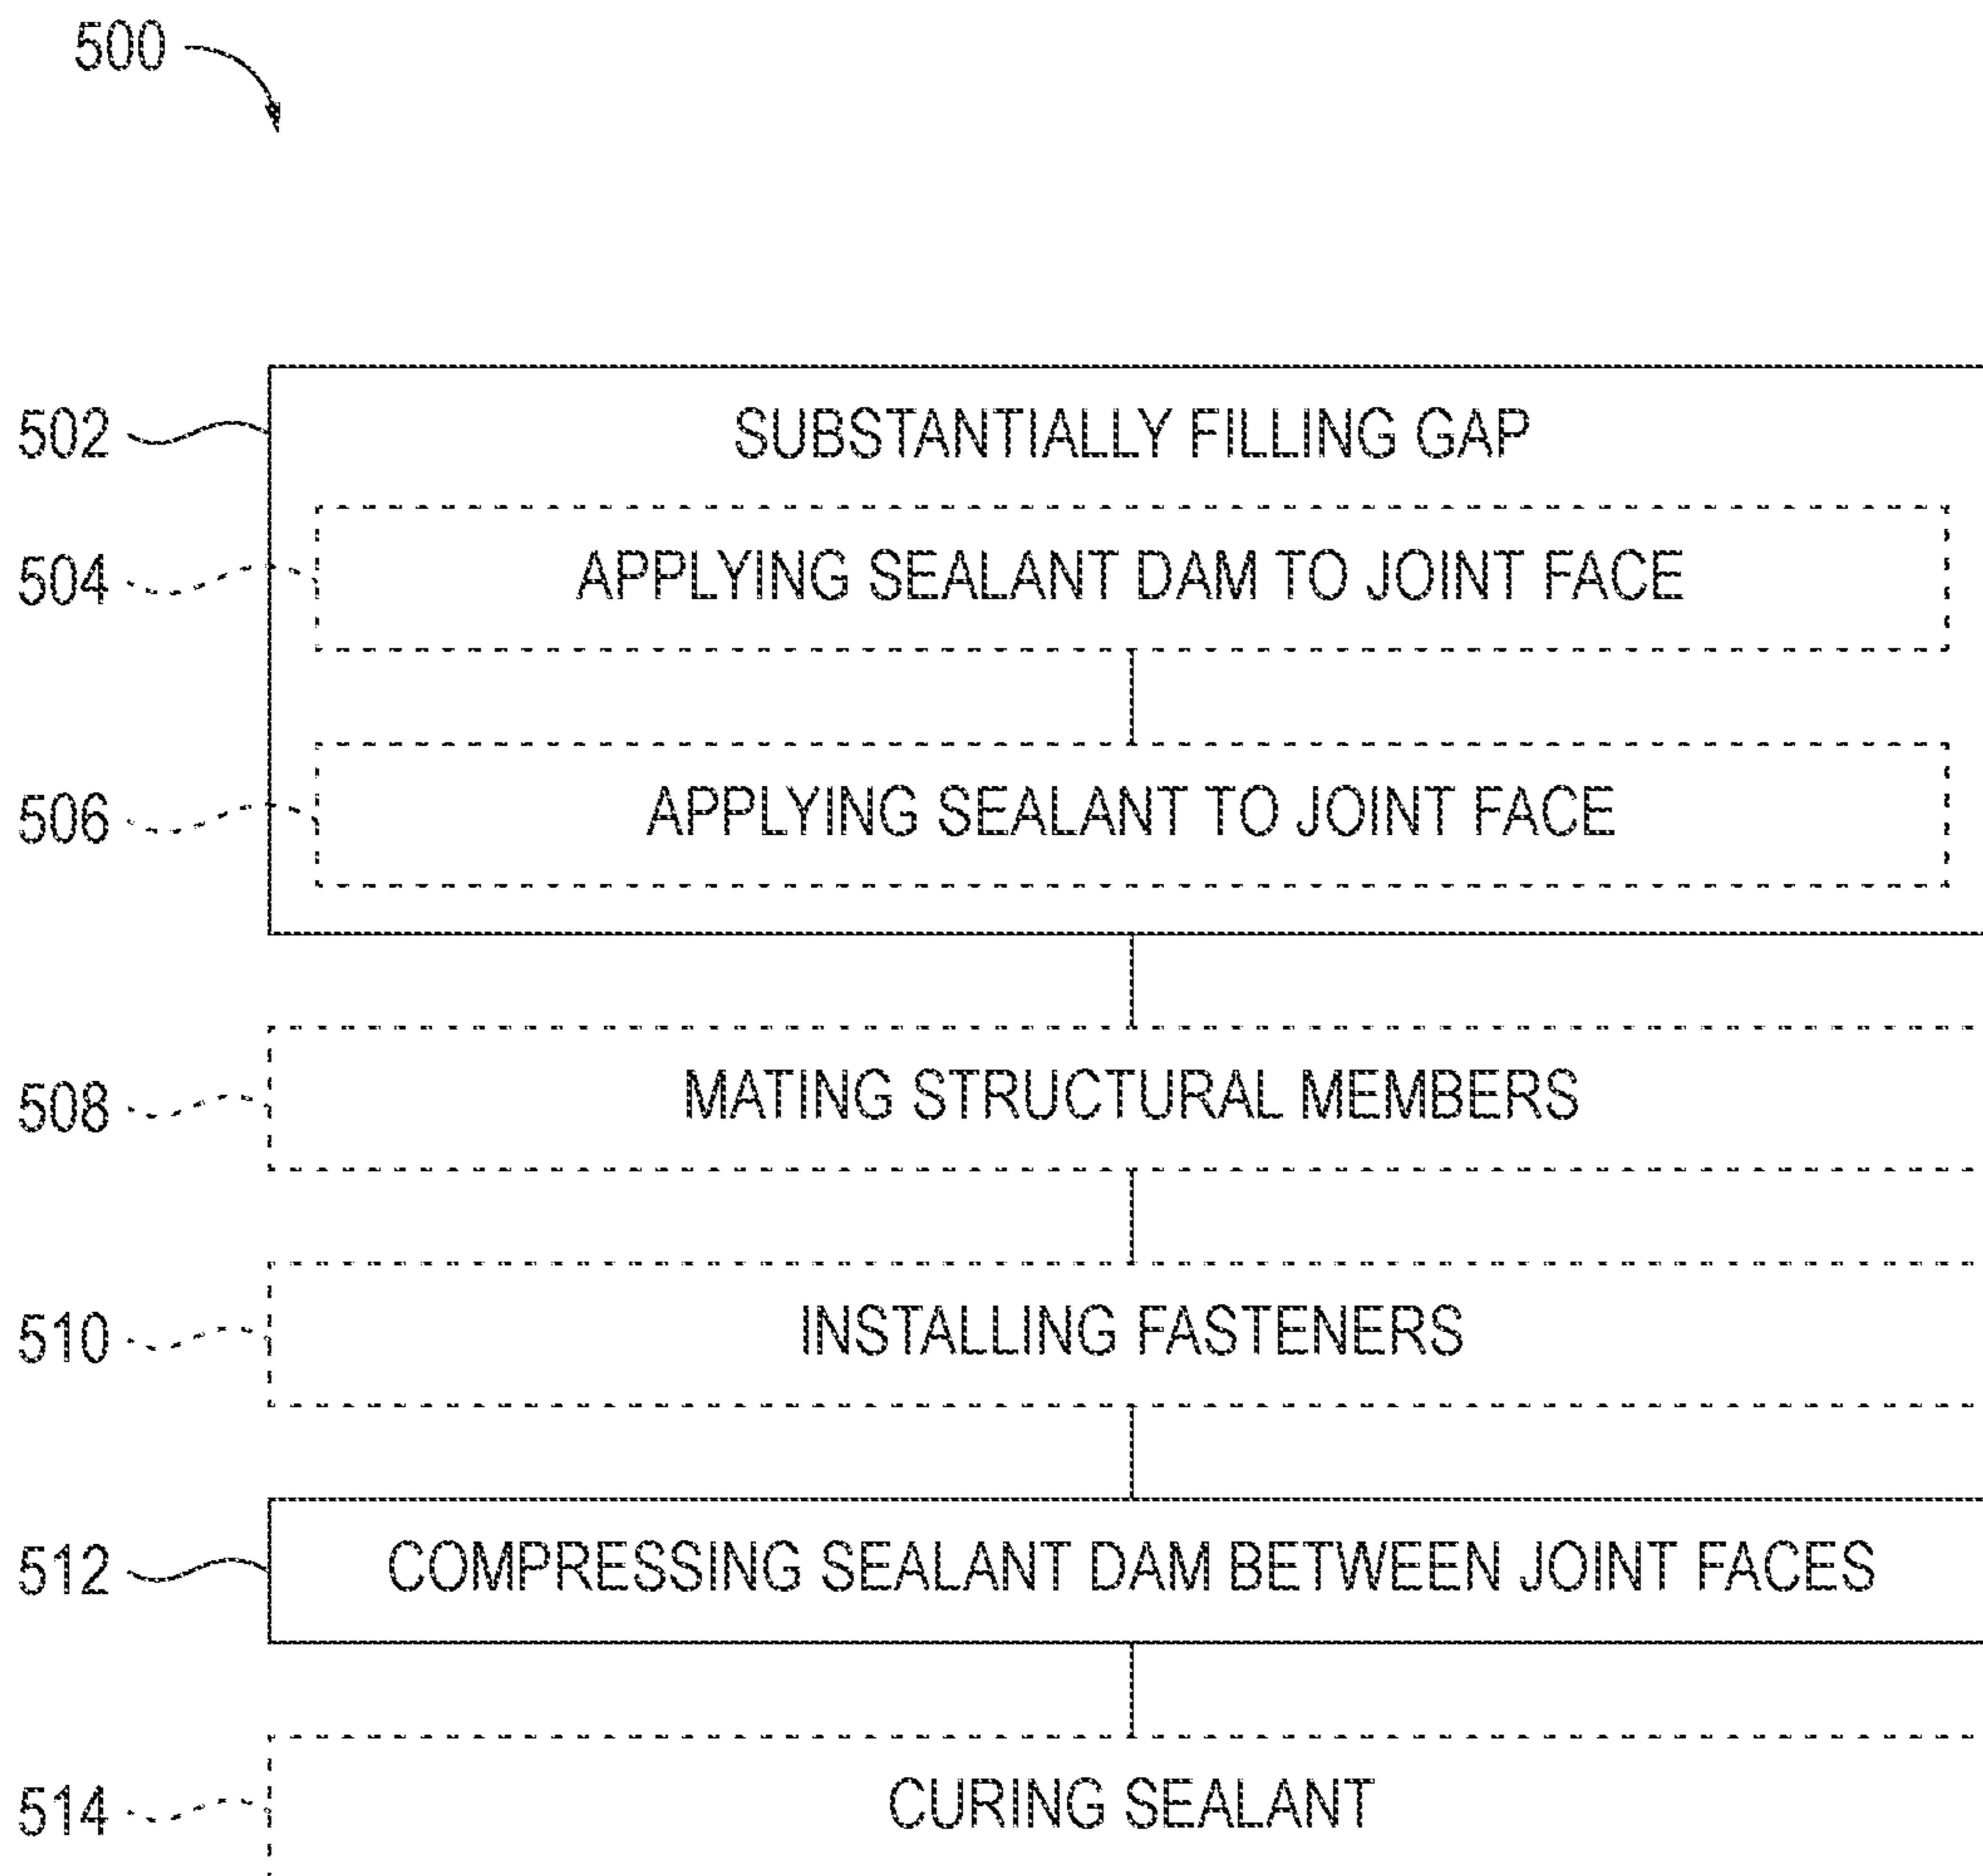 500
502 SUBSTANTIALLY FILLING GAP
504 APPLYING SEALANT DAM TO JOINT FACE
506 APPLYING SEALANT TO JOINT FACE
508 MATING STRUCTURAL MEMBERS
510 INSTALLING FASTENERS
512 COMPRESSING SEALANT DAM BETWEEN JOINT FACES
514 CURING SEALANT